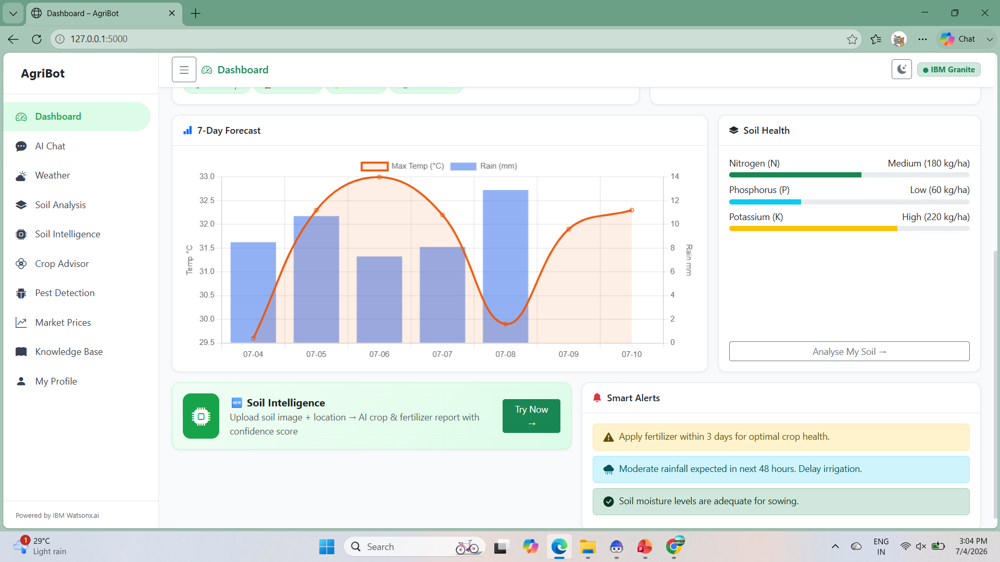 Dashboard – AgriBot
127.0.0.1:5000
Chat
AgriBot
Dashboard
IBM Granite
Dashboard
AI Chat
Weather
Soil Analysis
Soil Intelligence
Crop Advisor
Pest Detection
Market Prices
Knowledge Base
My Profile
Powered by IBM Watsonx.ai
7-Day Forecast
Max Temp (°C) Rain (mm)
33.0
32.5
32.0
31.5
31.0
30.5
30.0
29.5
Temp °C
14
12
10
8
6
4
2
0
Rain mm
07-04 07-05 07-06 07-07 07-08 07-09 07-10
Soil Health
Nitrogen (N) Medium (180 kg/ha)
Phosphorus (P) Low (60 kg/ha)
Potassium (K) High (220 kg/ha)
Analyse My Soil →
NEW Soil Intelligence
Upload soil image + location → AI crop & fertilizer report with
confidence score
Try Now
→
Smart Alerts
Apply fertilizer within 3 days for optimal crop health.
Moderate rainfall expected in next 48 hours. Delay irrigation.
Soil moisture levels are adequate for sowing.
1
29°C
Light rain
Search
ENG
IN
3:04 PM
7/4/2026